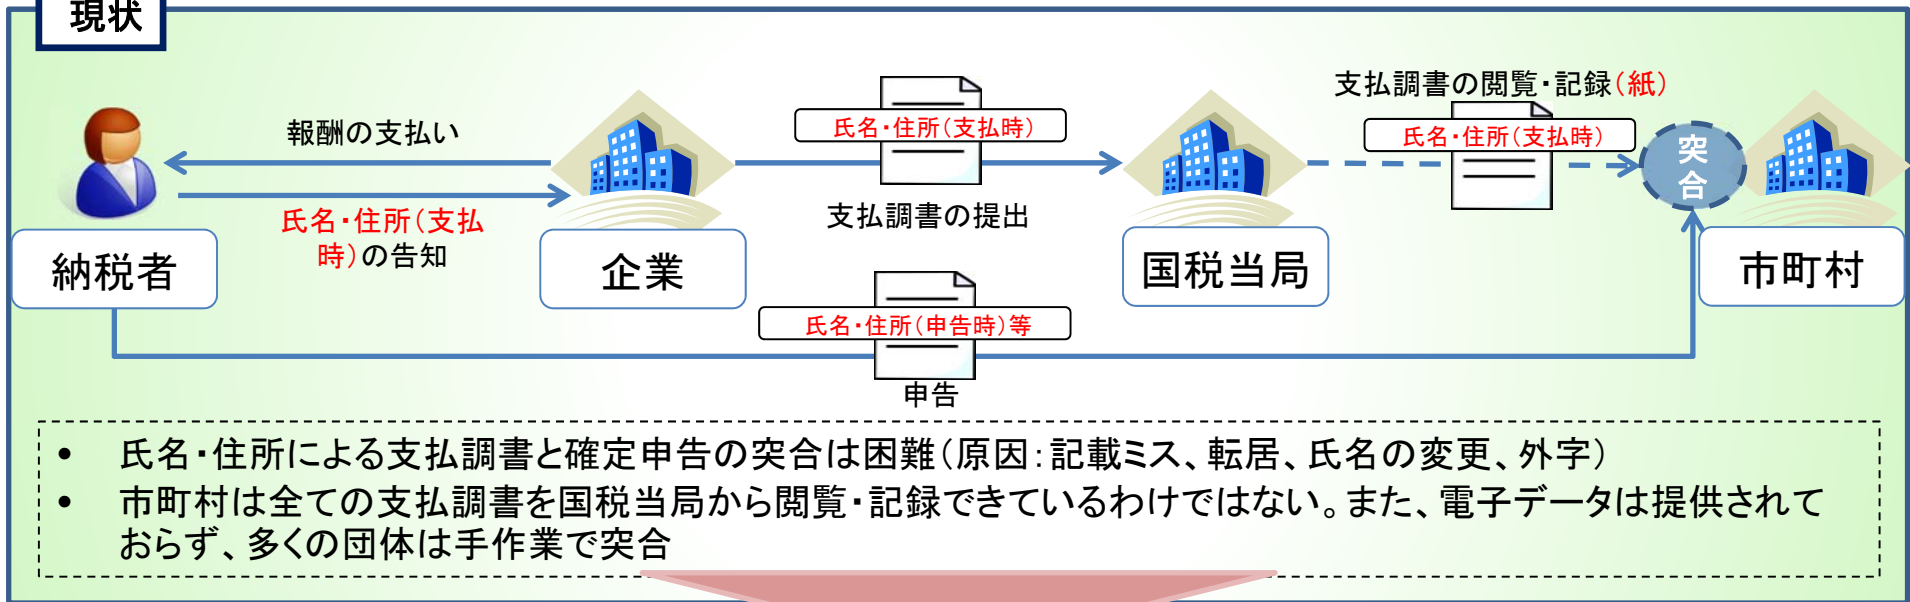 現状
支払調書の閲覧・記録(紙)
氏名・住所(支払時)
氏名・住所(支払時)
報酬の支払い
突
合
氏名・住所(支払
時)の告知
支払調書の提出
納税者
企業
国税当局
市町村
氏名・住所(申告時)等
申告
• 氏名・住所による支払調書と確定申告の突合は困難(原因:記載ミス、転居、氏名の変更、外字)
• 市町村は全ての支払調書を国税当局から閲覧・記録できているわけではない。また、電子データは提供されて
おらず、多くの団体は手作業で突合